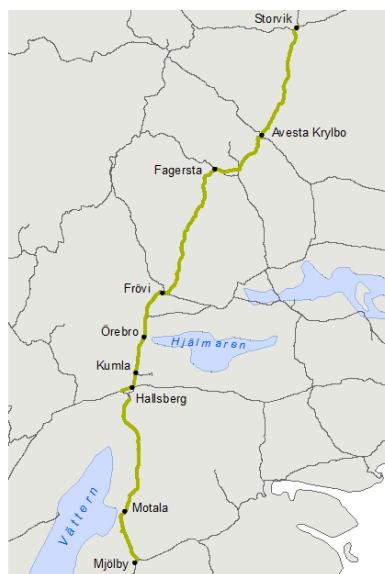 Storvik
Avesta Krylbo
Fagersta
Frövi
Örebro
Hjälmaren
Kumla
Hallsberg
Vättern
Motala
Mjölby